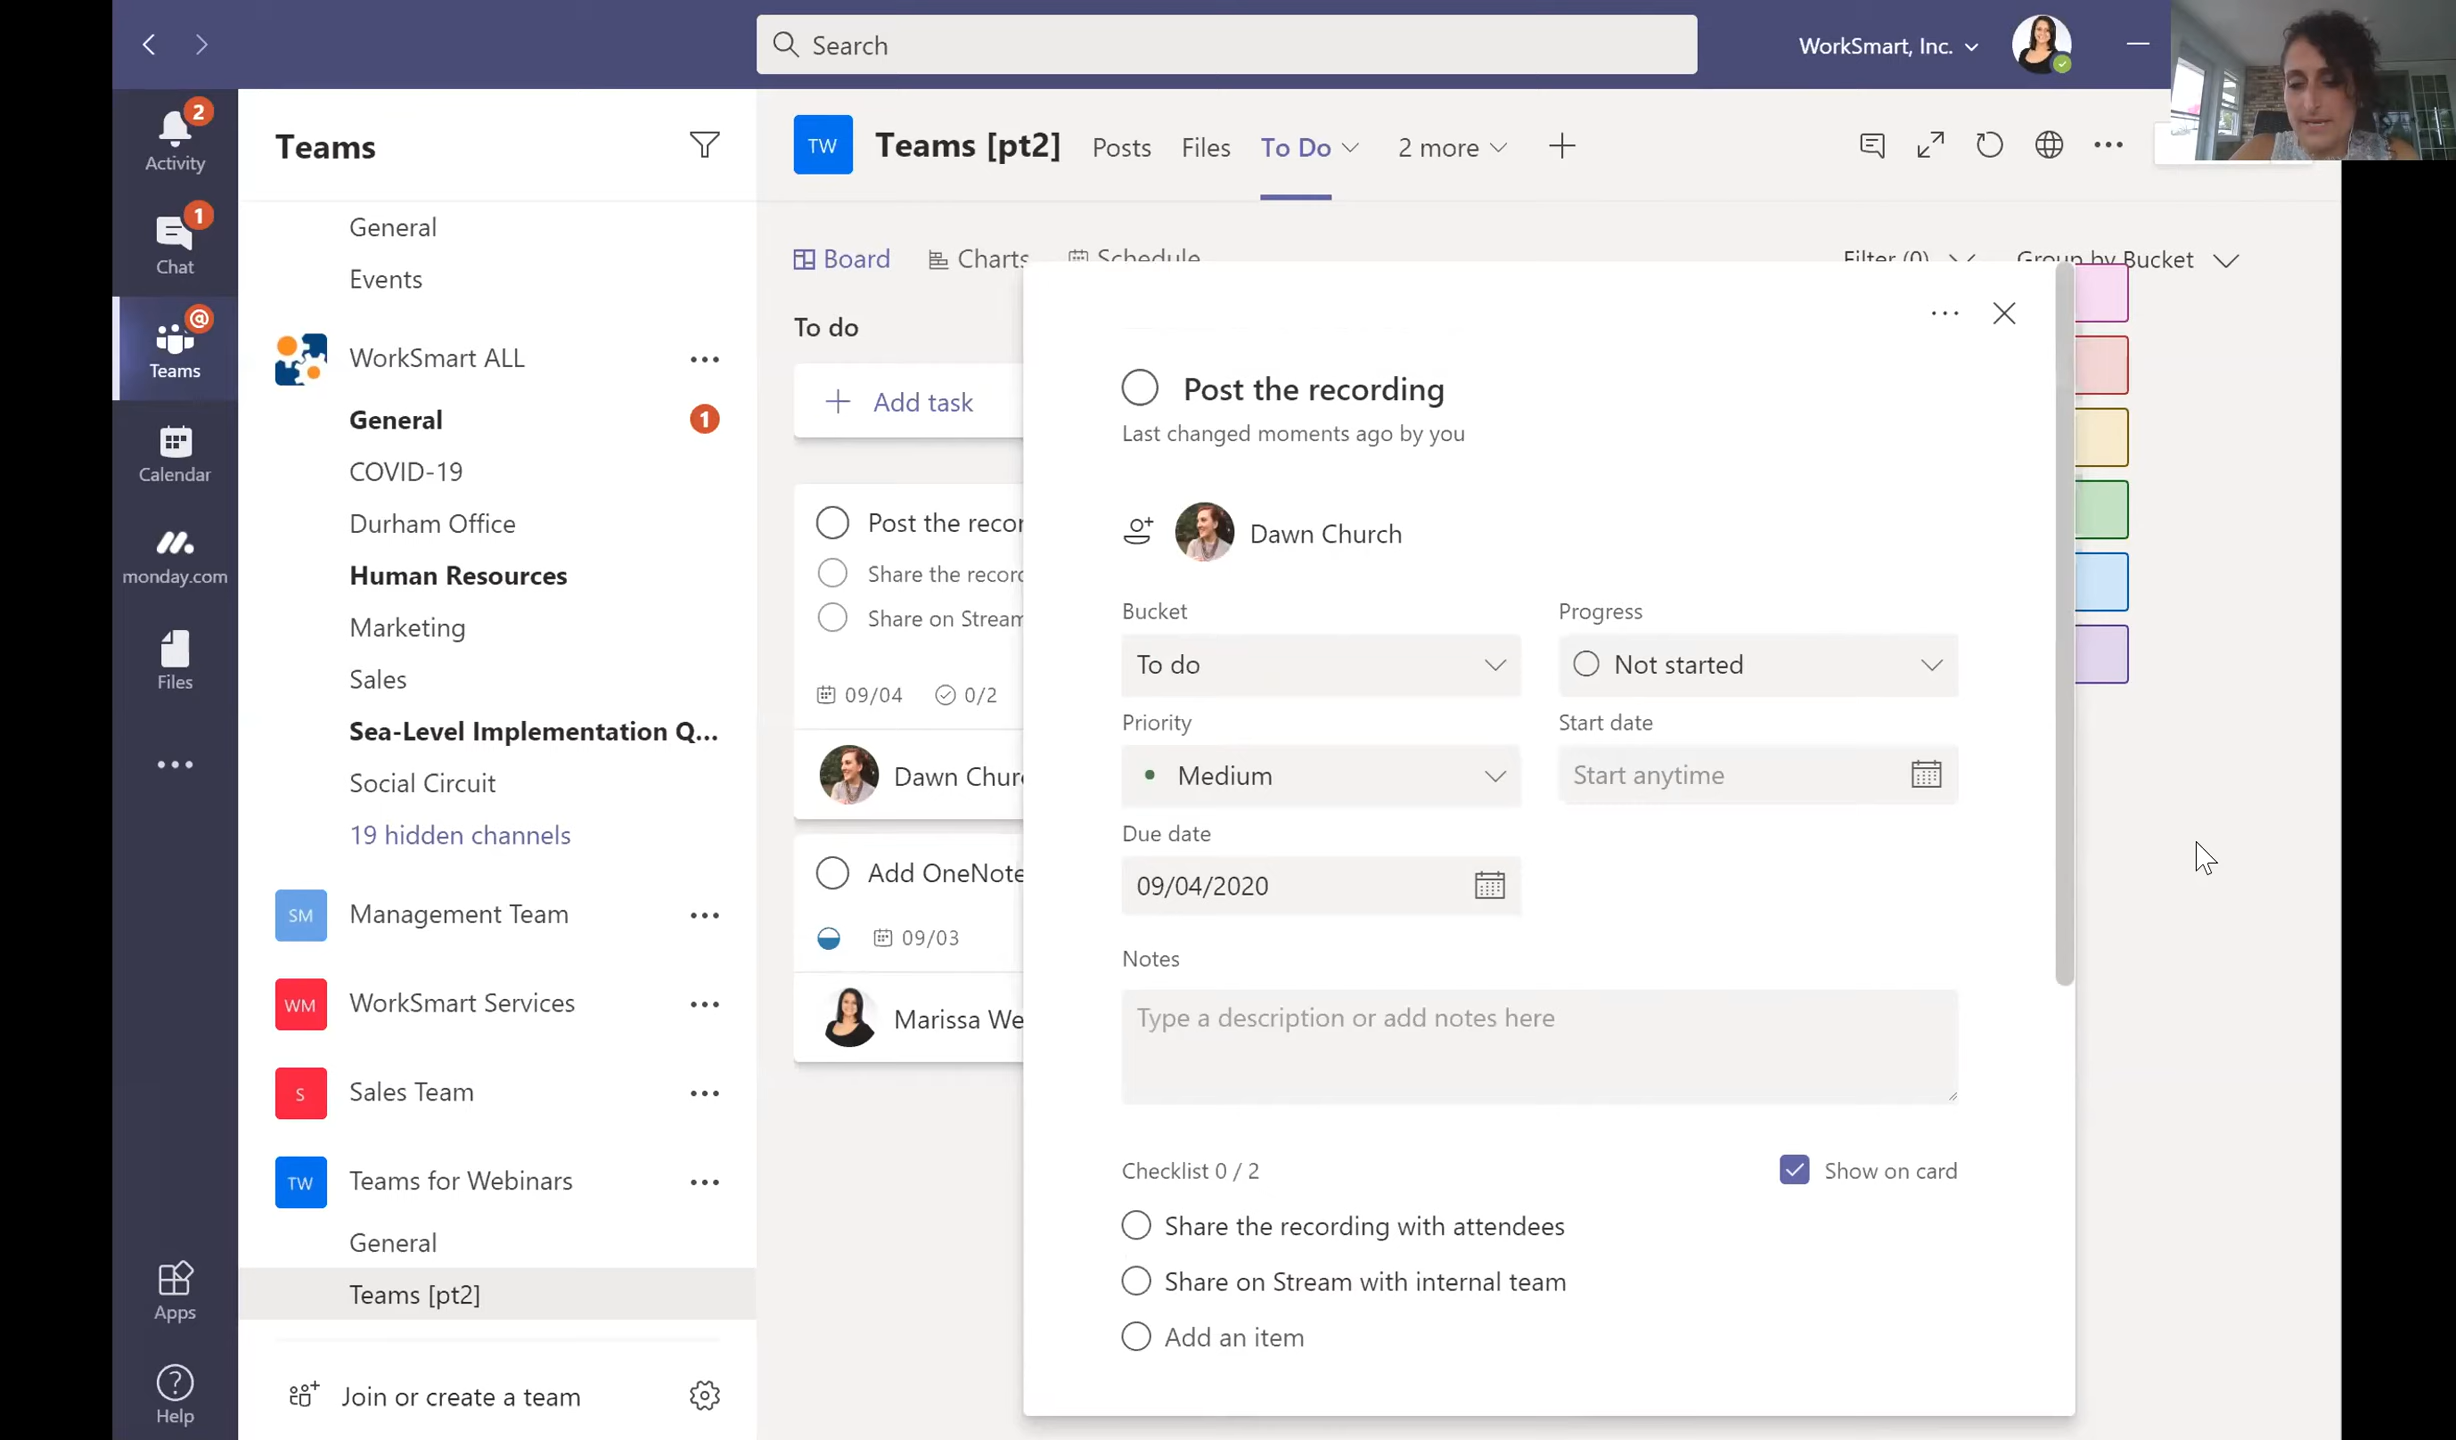 Search
WorkSmart, Inc.
2
Activity
1
Chat
@
Teams
Calendar
monday.com
Files
Apps
Help
Teams
General
Events
WorkSmart ALL
General
1
COVID-19
Durham Office
Human Resources
Marketing
Sales
Sea-Level Implementation Q...
Social Circuit
19 hidden channels
SM
Management Team
WM
WorkSmart Services
S
Sales Team
TW
Teams for Webinars
General
Teams [pt2]
Join or create a team
TW
Teams [pt2]
Posts
Files
To Do
2 more
Board
Charts
Schedule
Filter (0)
Group by Bucket
To do
Add task
Post the recor
Share the record
Share on Stream
09/04
0/2
Dawn Churc
Add OneNote
09/03
Marissa We
Post the recording
Last changed moments ago by you
Dawn Church
Bucket
Progress
To do
Not started
Priority
Start date
Medium
Start anytime
Due date
09/04/2020
Notes
Type a description or add notes here
Checklist 0 / 2
Show on card
Share the recording with attendees
Share on Stream with internal team
Add an item